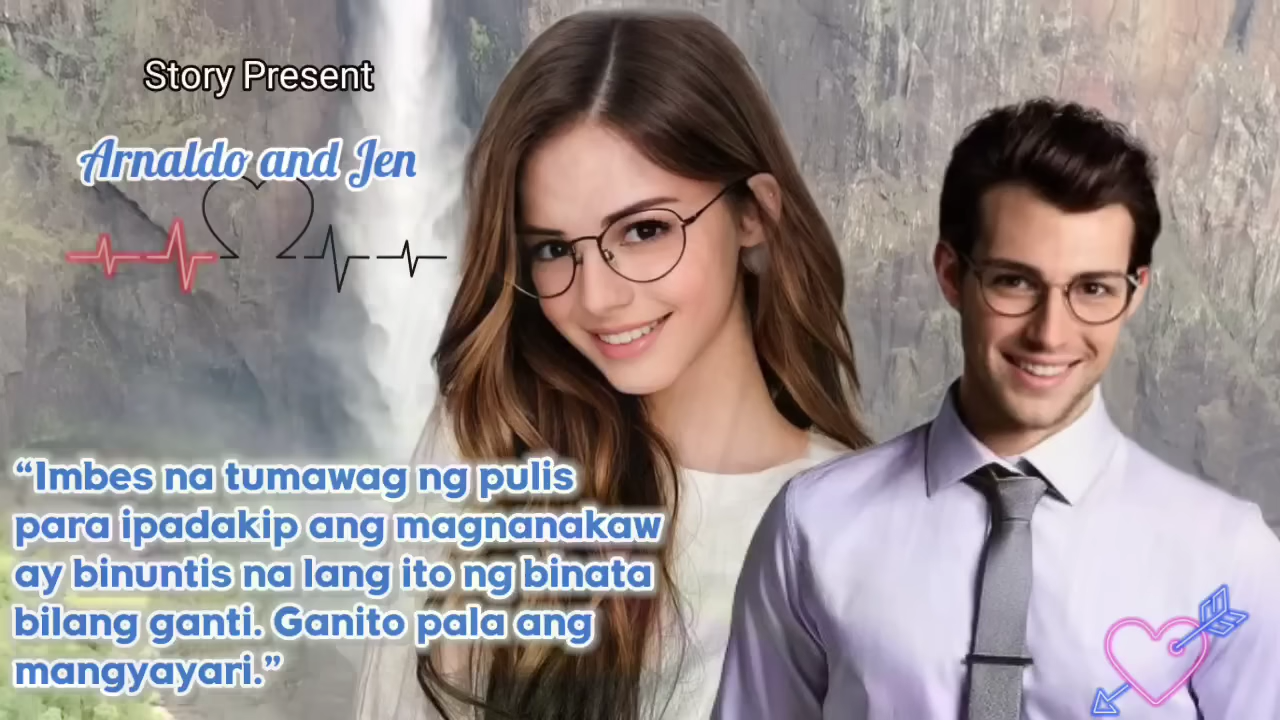 Story Present
Arnaldo and Jen
“Imbes na tumawag ng pulis
para ipadakip ang magnanakaw
ay binuntis na lang ito ng binata
bilang ganti. Ganito pala ang
mangyayari.”